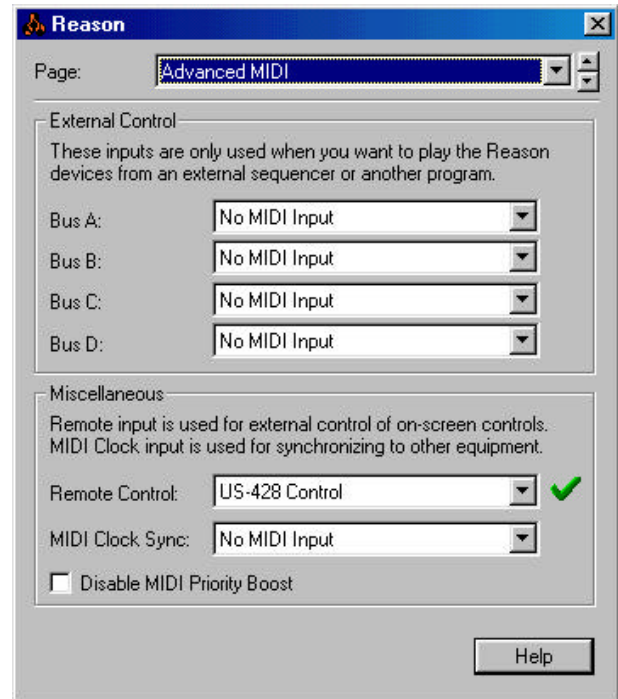 Reason
Page: Advanced MIDI
External Control
These inputs are only used when you want to play the Reason
devices from an external sequencer or another program.
Bus A: No MIDI Input
Bus B: No MIDI Input
Bus C: No MIDI Input
Bus D: No MIDI Input
Miscellaneous
Remote input is used for external control of on-screen controls.
MIDI Clock input is used for synchronizing to other equipment.
Remote Control: US-428 Control
MIDI Clock Sync: No MIDI Input
Disable MIDI Priority Boost
Help